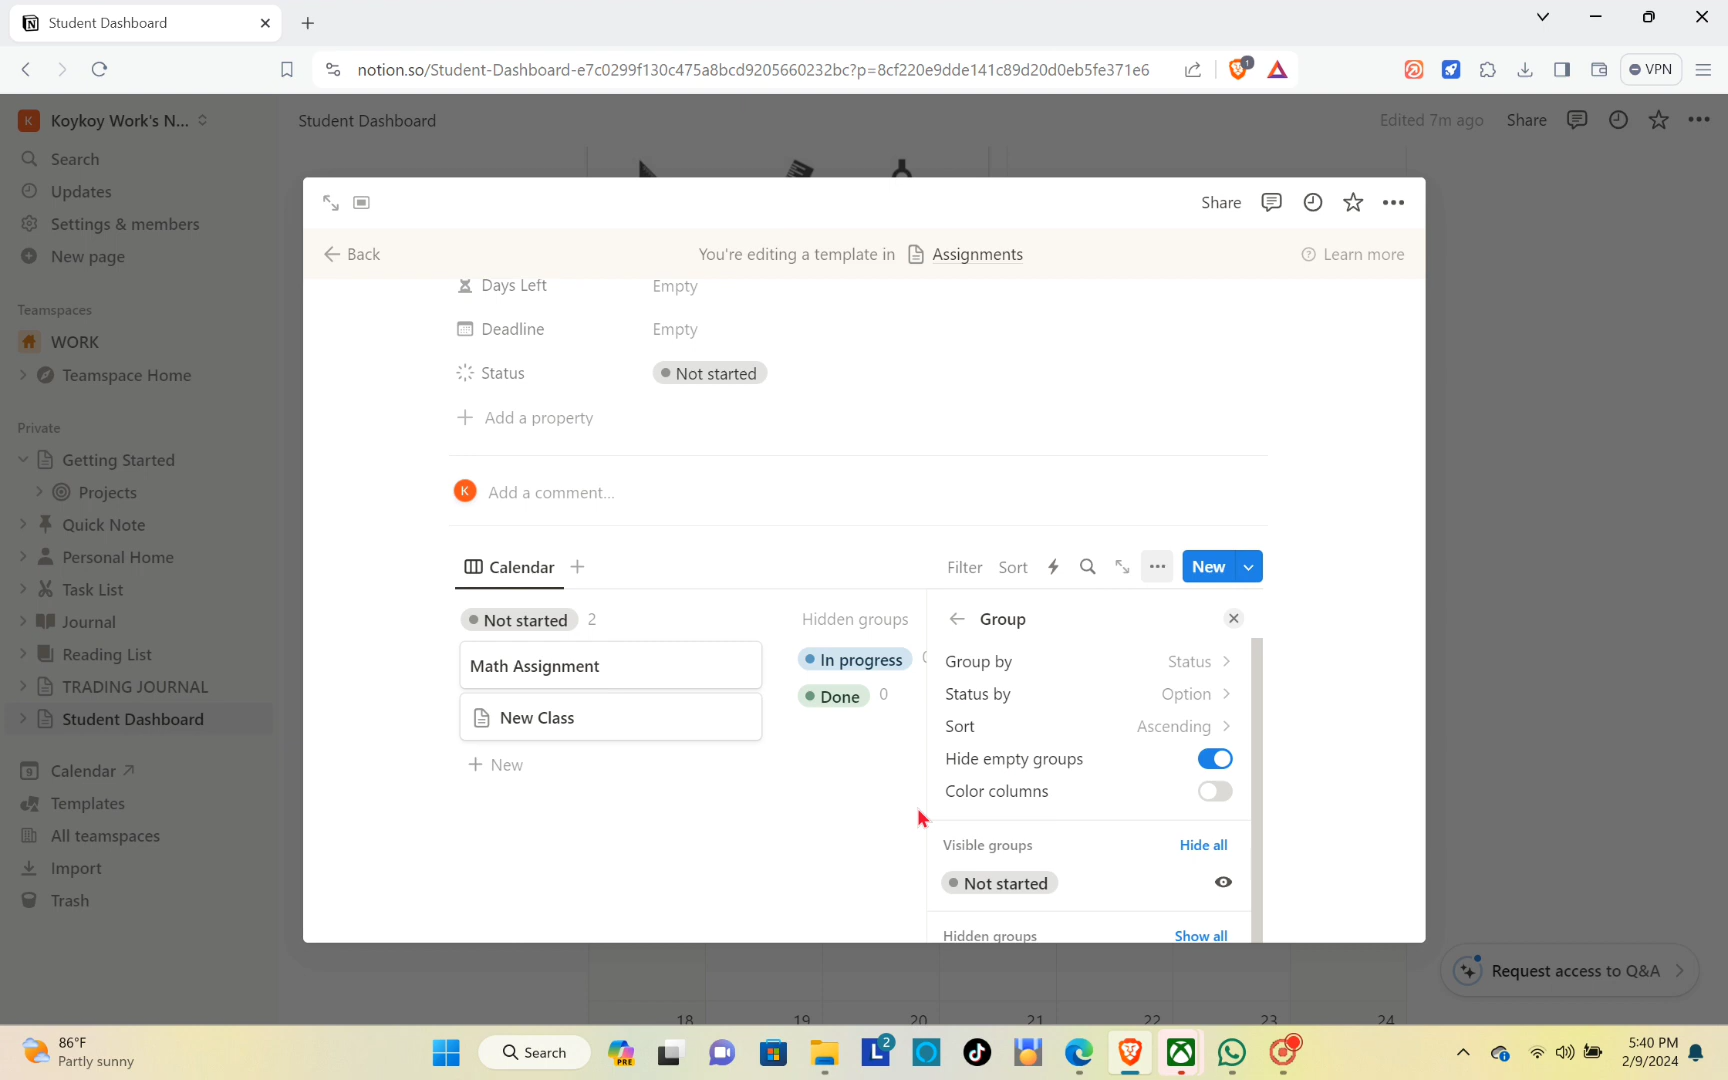 Student Dashboard
notion.so/Student-Dashboard-e7c0299f130c475a8bcd9205660232bc?p=8cf220e9dde141c89d20d0eb5fe371e6
1
VPN
K Koykoy Work's N...
Student Dashboard
Edited 7m ago Share
Search
Updates
Settings & members
New page
Teamspaces
WORK
Teamspace Home
Private
Getting Started
Projects
Quick Note
Personal Home
Task List
Journal
Reading List
TRADING JOURNAL
Student Dashboard
9 Calendar
Templates
All teamspaces
Import
Trash
Share
Back
You're editing a template in Assignments
Learn more
Days Left Empty
Deadline Empty
Status Not started
Add a property
K Add a comment...
Calendar
Filter Sort New
Not started 2
Math Assignment
New Class
New
Hidden groups
In progress 0
Done 0
Group
Group by Status
Status by Option
Sort Ascending
Hide empty groups
Color columns
Visible groups Hide all
Not started
Hidden groups Show all
Request access to Q&A
18 19 20 21 22 23 24
86°F
Partly sunny
Search
PRE
L 2
5:40 PM
2/9/2024